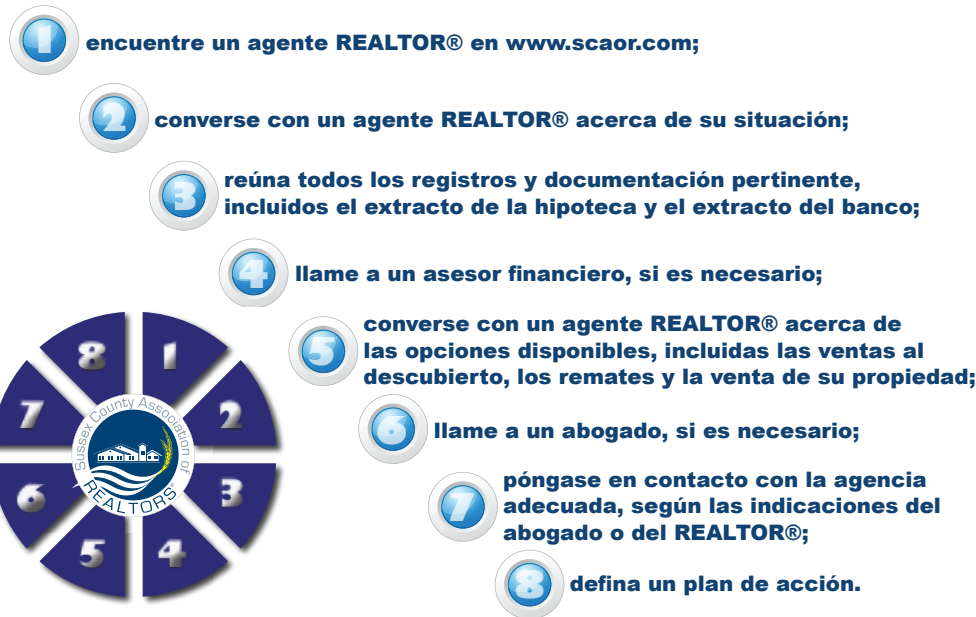 1 encuentre un agente REALTOR® en www.scaor.com;
2 converse con un agente REALTOR® acerca de su situación;
3 reúna todos los registros y documentación pertinente,
incluidos el extracto de la hipoteca y el extracto del banco;
4 llame a un asesor financiero, si es necesario;
5 converse con un agente REALTOR® acerca de
las opciones disponibles, incluidas las ventas al
descubierto, los remates y la venta de su propiedad;
6 llame a un abogado, si es necesario;
7 póngase en contacto con la agencia
adecuada, según las indicaciones del
abogado o del REALTOR®;
8 defina un plan de acción.
8 1
7 2
6 3
5 4
Sussex County Association of
REALTORS®